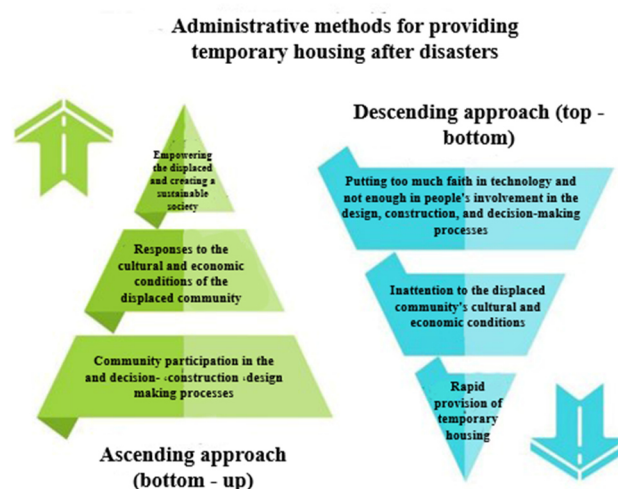 Administrative methods for providing
temporary housing after disasters
Empowering
the displaced
and creating a
sustainable
society
Responses to the
cultural and economic
conditions of the
displaced community
Community participation in the
and decision- ،construction ،design
making processes
Ascending approach
(bottom - up)
Descending approach (top -
bottom)
Putting too much faith in technology and
not enough in people's involvement in the
design, construction, and decision-making
processes
Inattention to the displaced
community's cultural and
economic conditions
Rapid
provision of
temporary
housing